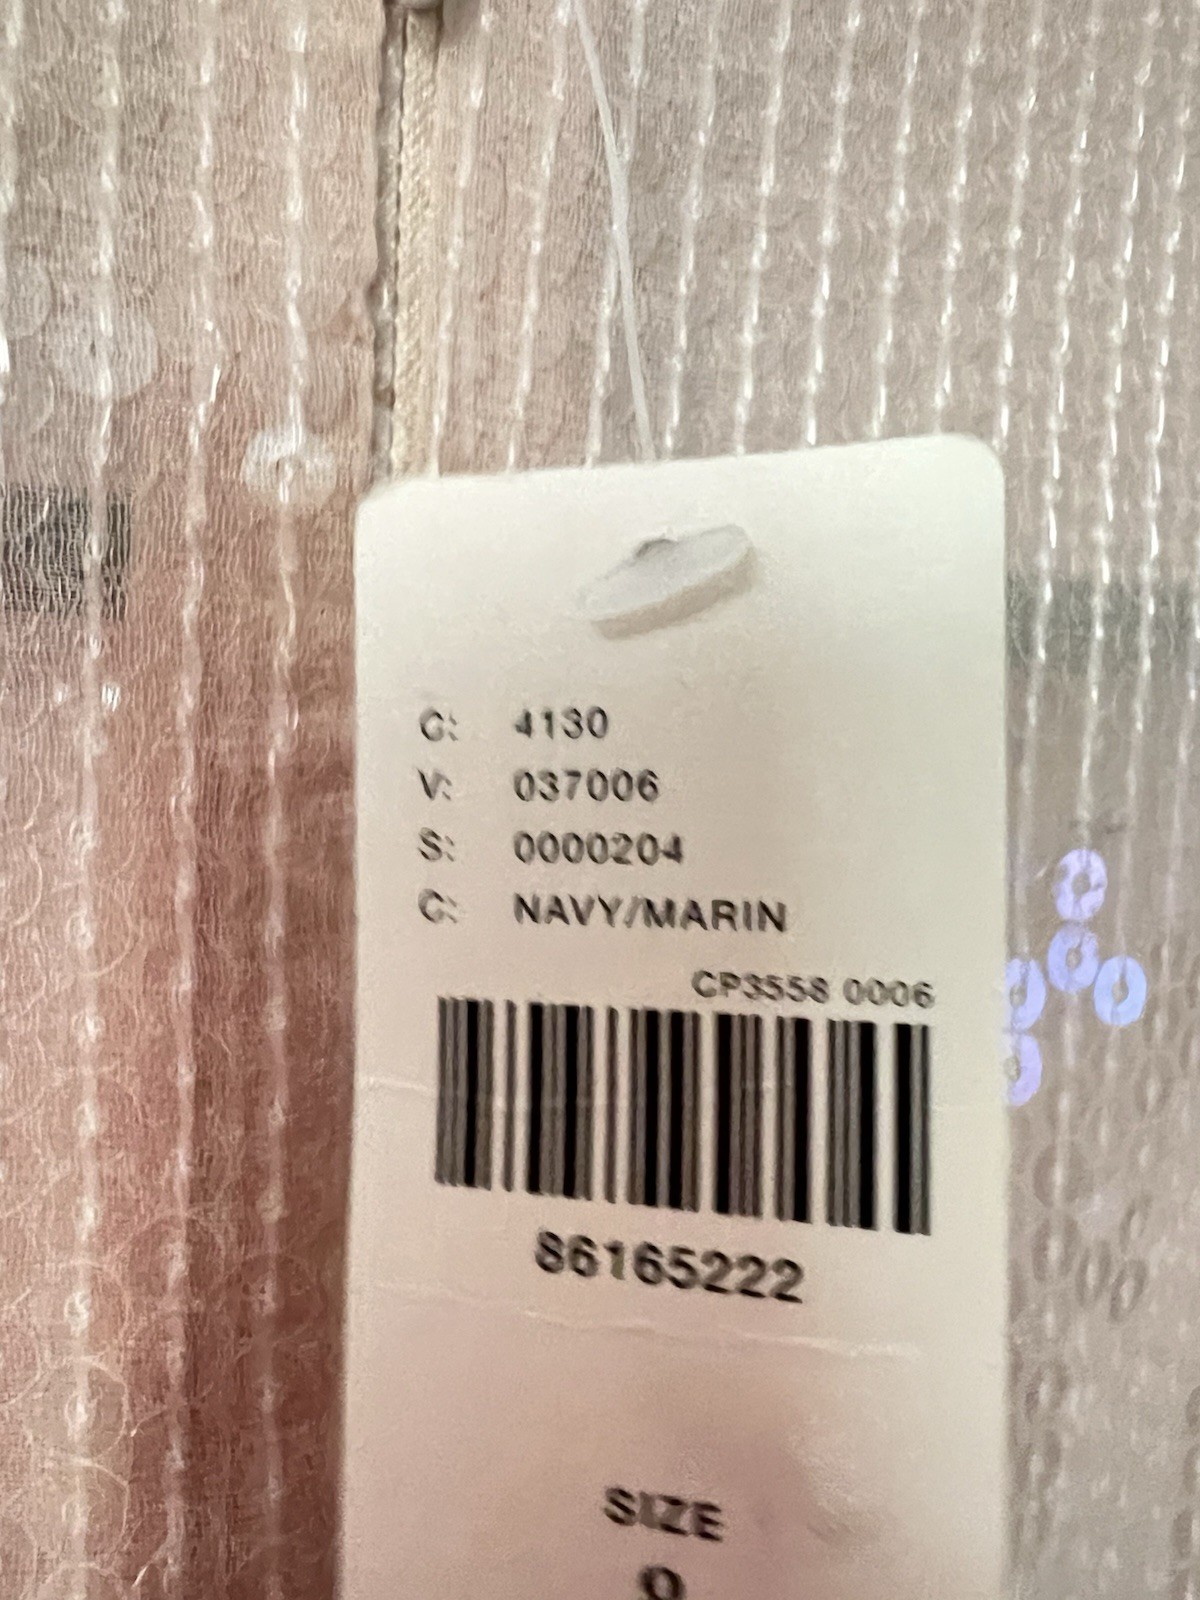 G: 4130
V: 037006
S: 0000204
C: NAVY/MARIN
CP3558 0006
86165222
SIZE